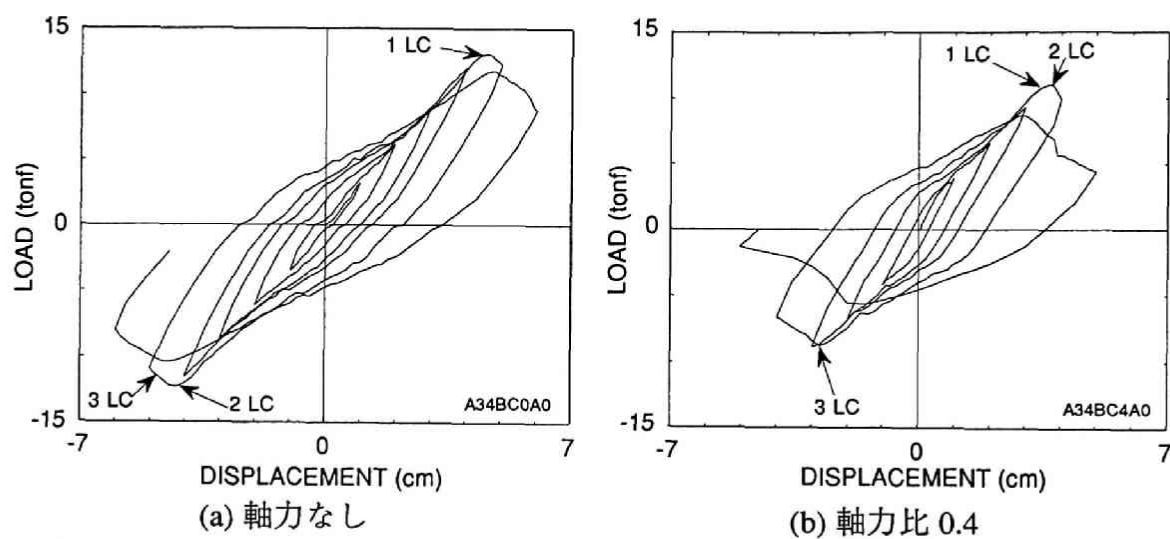 15
1 LC
LOAD (tonf)
0
3 LC
2 LC
A34BC0A0
-15
-7
0
7
DISPLACEMENT (cm)
(a) 軸力なし
15
1 LC
2 LC
LOAD (tonf)
0
3 LC
A34BC4A0
-15
-7
0
7
DISPLACEMENT (cm)
(b) 軸力比 0.4